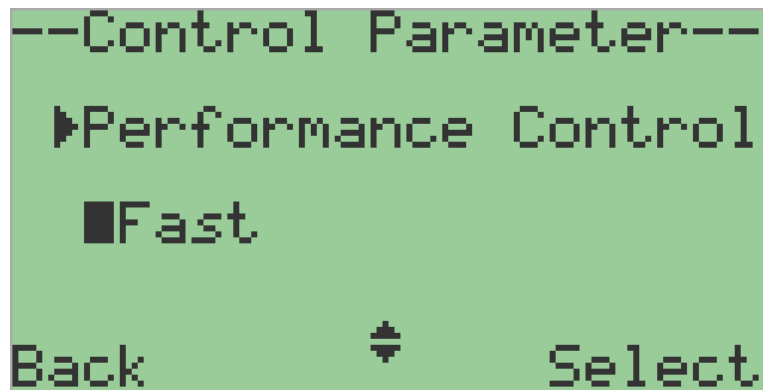 --Control Parameter--
Performance Control
Fast
Back Select